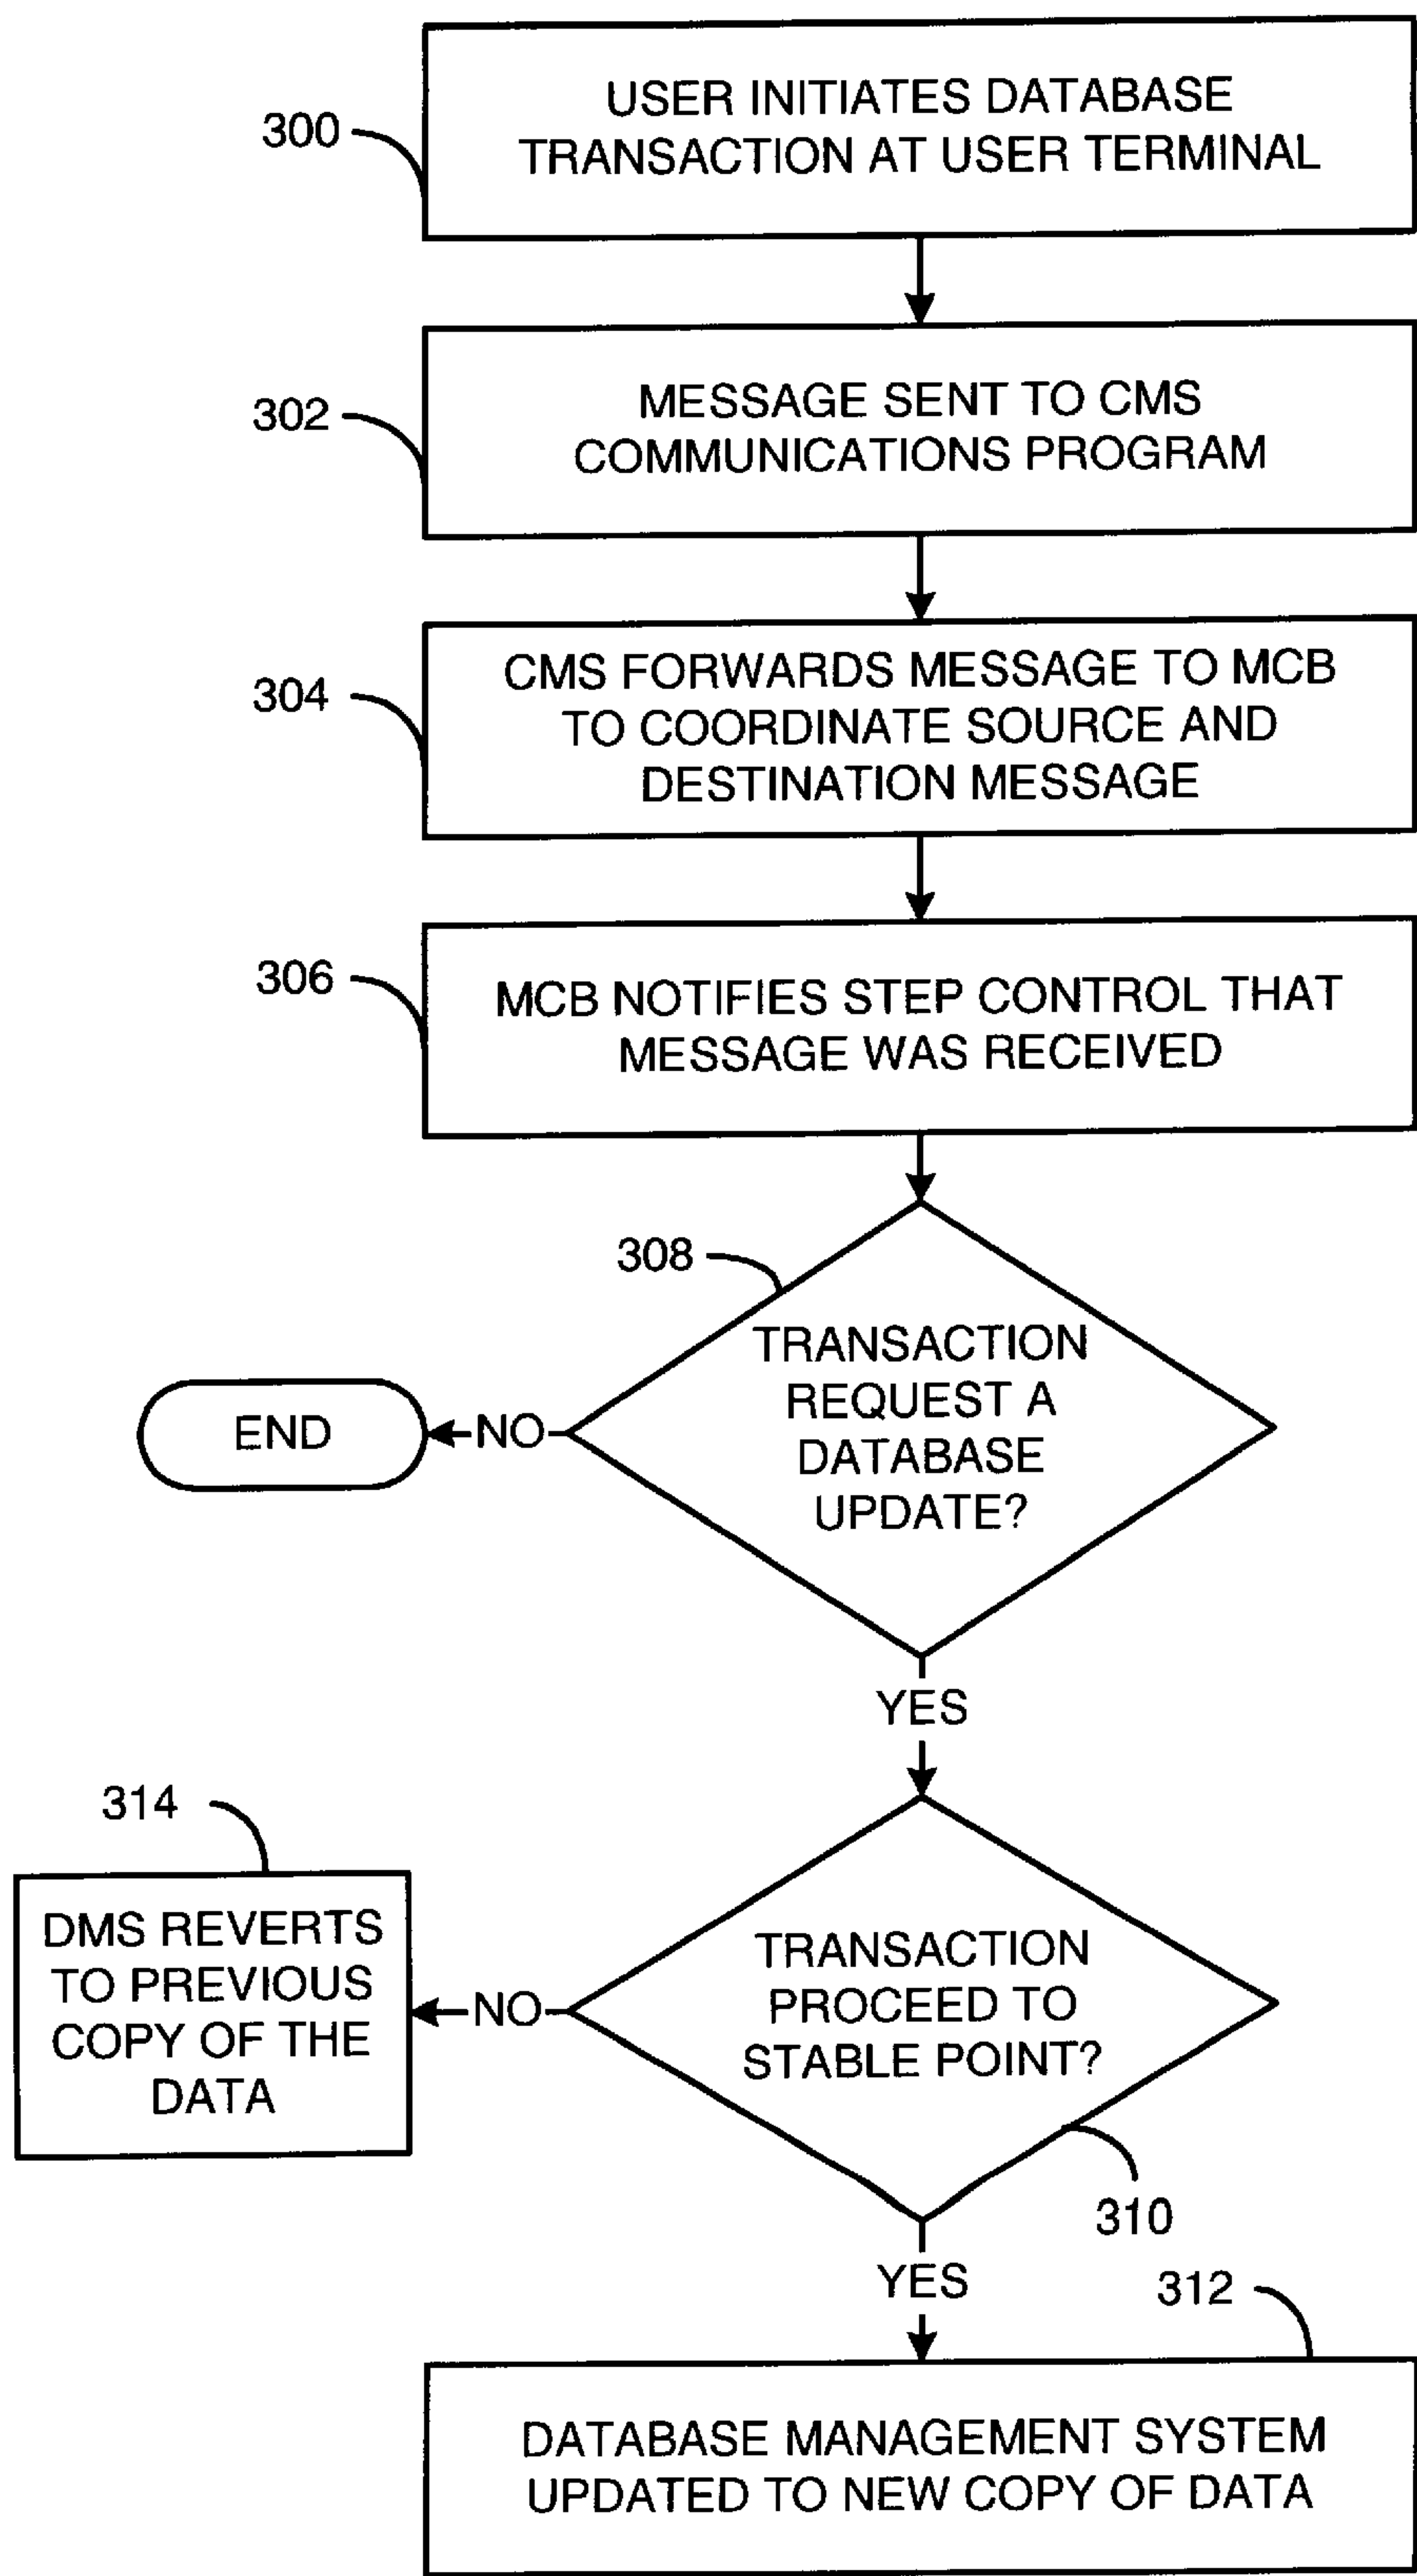 300
USER INITIATES DATABASE
TRANSACTION AT USER TERMINAL
302
MESSAGE SENT TO CMS
COMMUNICATIONS PROGRAM
304
CMS FORWARDS MESSAGE TO MCB
TO COORDINATE SOURCE AND
DESTINATION MESSAGE
306
MCB NOTIFIES STEP CONTROL THAT
MESSAGE WAS RECEIVED
308
TRANSACTION
REQUEST A
DATABASE
UPDATE?
NO
END
YES
314
DMS REVERTS
TO PREVIOUS
COPY OF THE
DATA
NO
TRANSACTION
PROCEED TO
STABLE POINT?
310
YES
312
DATABASE MANAGEMENT SYSTEM
UPDATED TO NEW COPY OF DATA